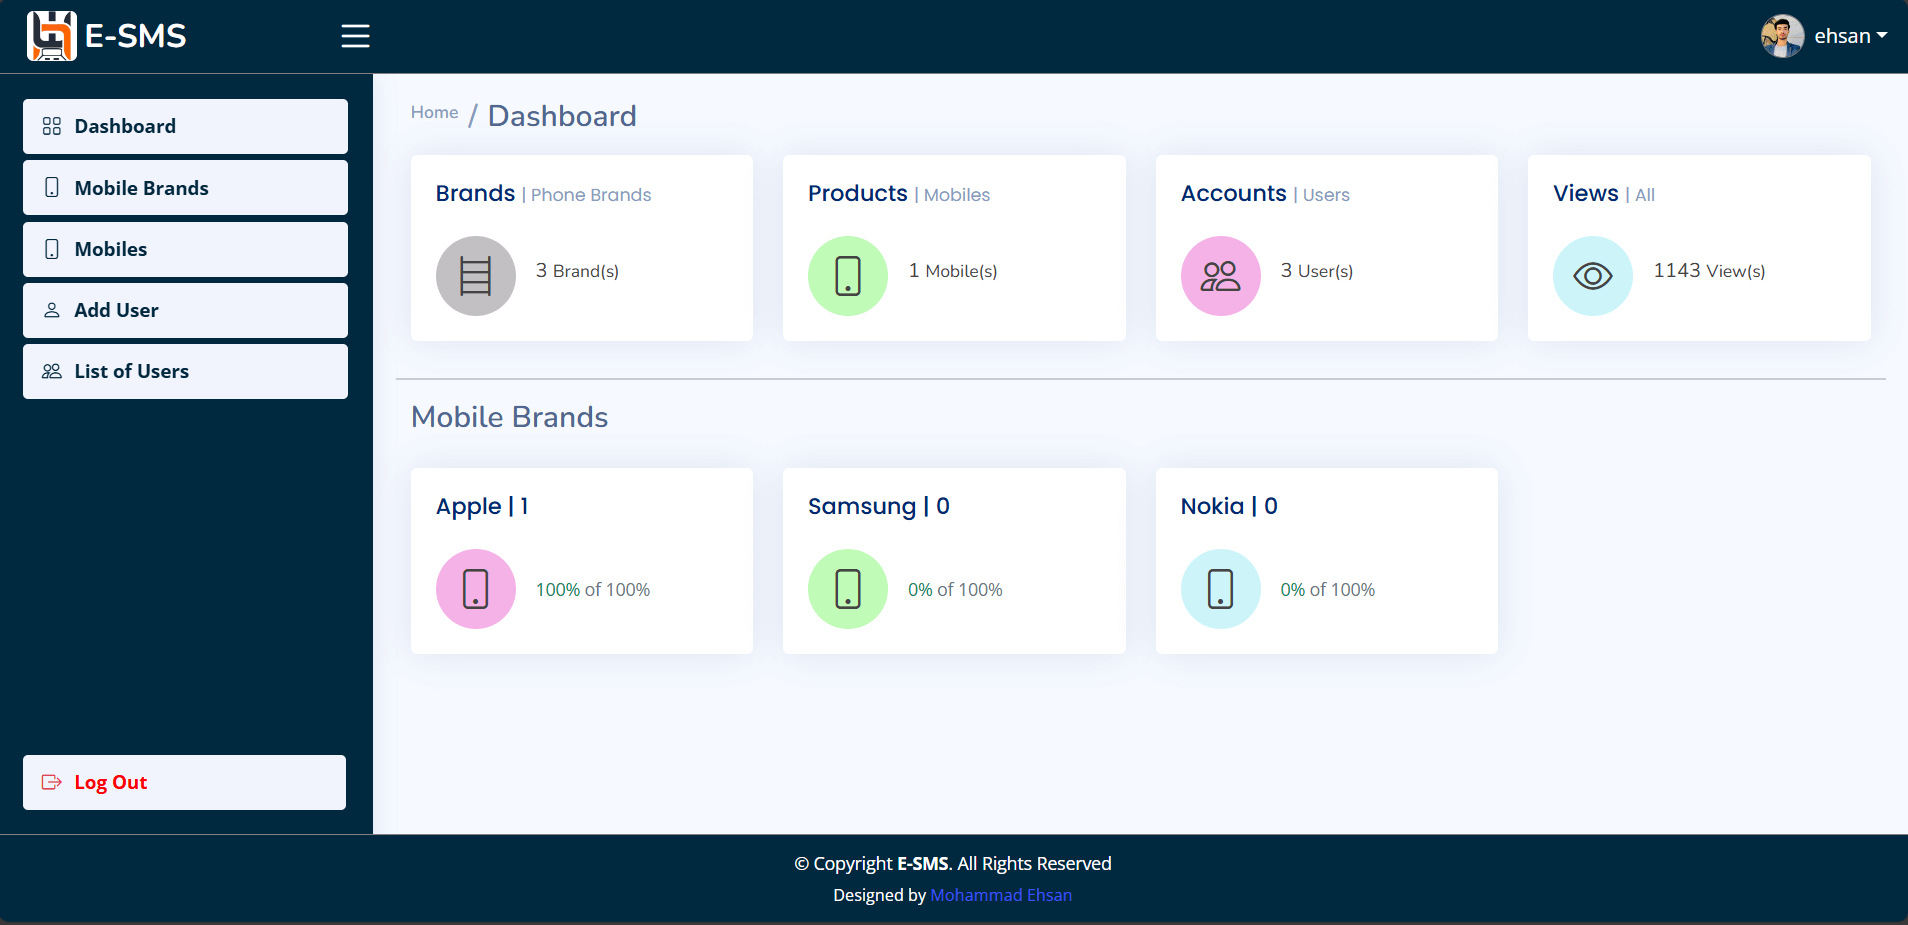 E-SMS
ehsan
Dashboard
Mobile Brands
Mobiles
Add User
List of Users
Log Out
Home / Dashboard
Brands | Phone Brands
3 Brand(s)
Products | Mobiles
1 Mobile(s)
Accounts | Users
3 User(s)
Views | All
1143 View(s)
Mobile Brands
Apple | 1
100% of 100%
Samsung | 0
0% of 100%
Nokia | 0
0% of 100%
© Copyright E-SMS. All Rights Reserved
Designed by Mohammad Ehsan